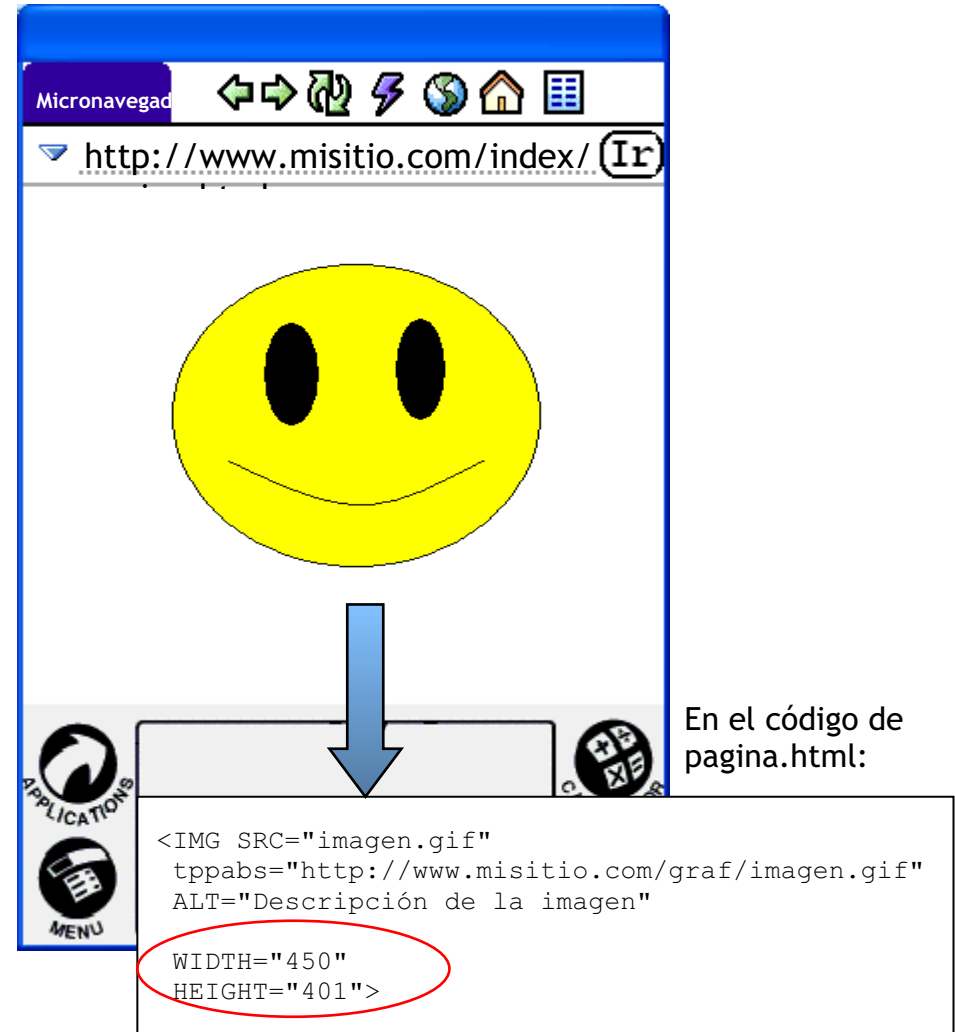 Micronavegad
http://www.misitio.com/index/ Ir
En el código de
pagina.html:
APPLICATIONS
MENU
<IMG SRC="imagen.gif"
tppabs="http://www.misitio.com/graf/imagen.gif"
ALT="Descripción de la imagen"
WIDTH="450"
HEIGHT="401">